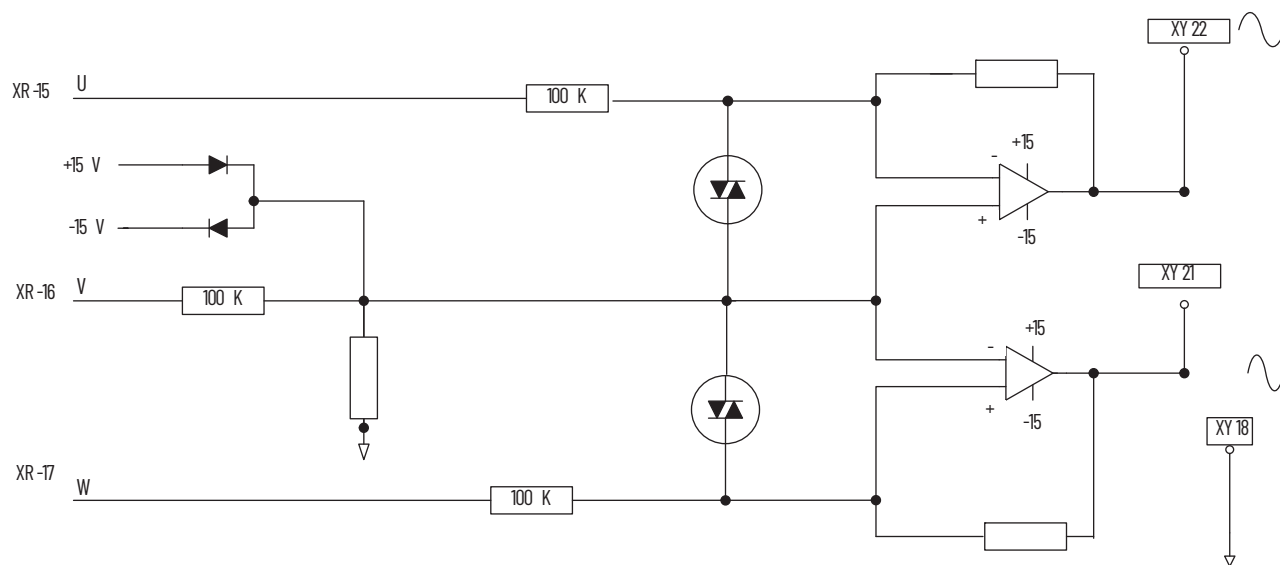 XY 22
XR -15 U
100 K
+15 V
+15
-
+
-15
-15 V
XY 21
XR -16 V
100 K
+15
-
+
-15
XY 18
XR -17 W
100 K